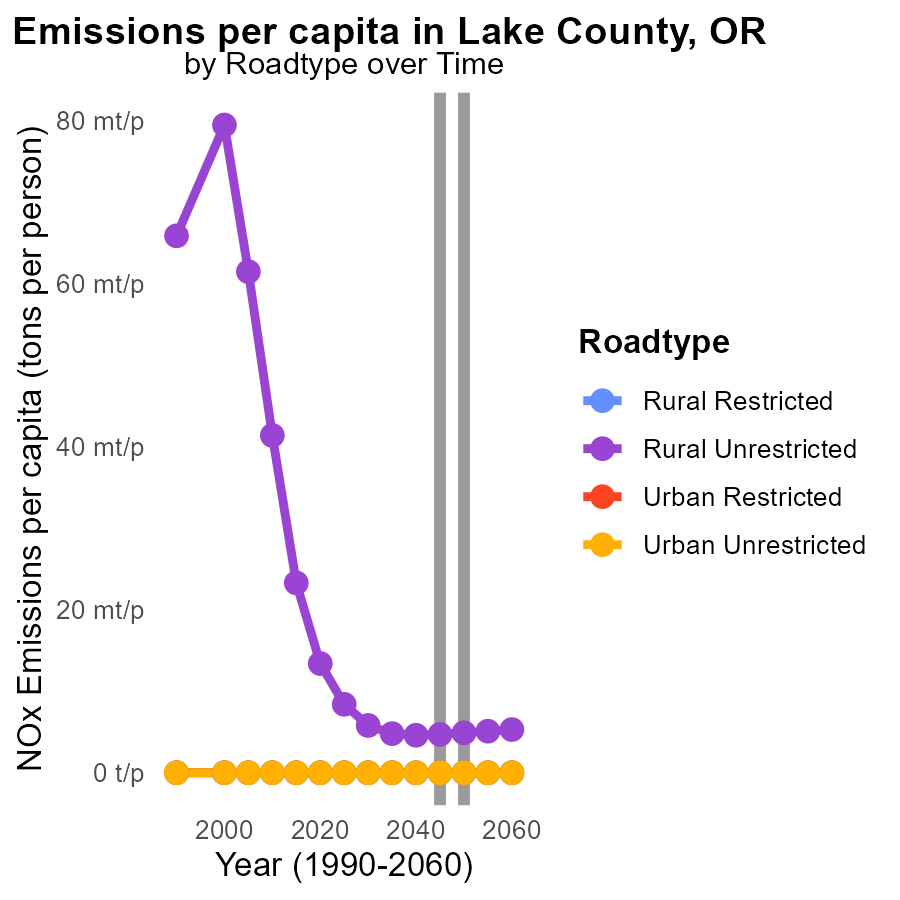 Emissions per capita in Lake County, OR
by Roadtype over Time
NOx Emissions per capita (tons per person)
80 mt/p
60 mt/p
40 mt/p
20 mt/p
0 t/p
2000 2020 2040 2060
Year (1990-2060)
Roadtype
Rural Restricted
Rural Unrestricted
Urban Restricted
Urban Unrestricted